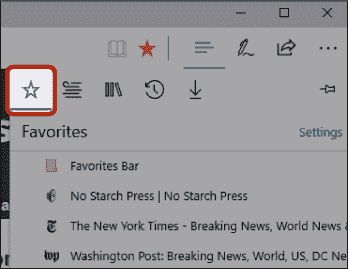 Favorites
Settings
Favorites Bar
No Starch Press | No Starch Press
The New York Times - Breaking News, World News &
wp
Washington Post: Breaking News, World, US, DC Ne